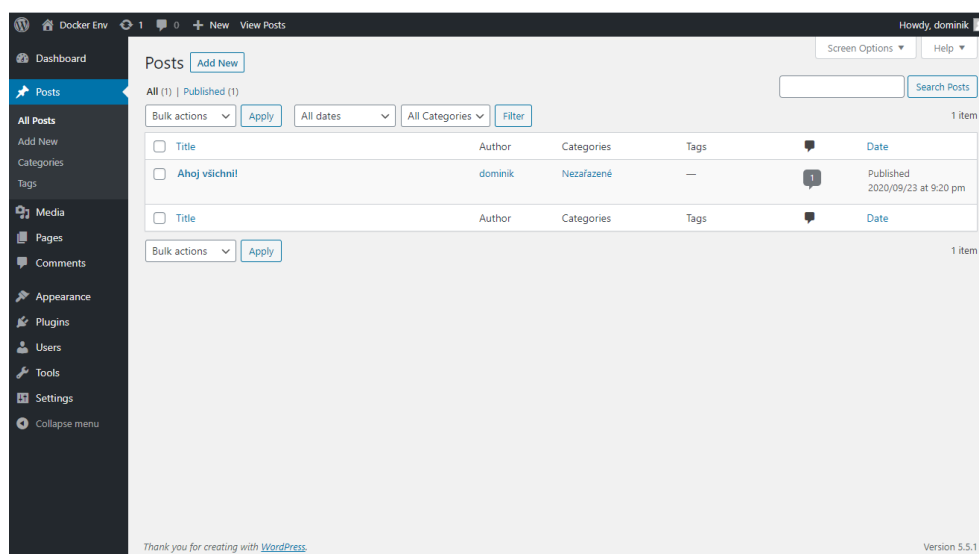 Docker Env 1 0 New View Posts Howdy, dominik
Screen Options Help
Dashboard
Posts
All Posts
Add New
Categories
Tags
Media
Pages
Comments
Appearance
Plugins
Users
Tools
Settings
Collapse menu
Posts Add New
All (1) | Published (1)
Search Posts
Bulk actions Apply All dates All Categories Filter 1 item
Title Author Categories Tags Date
Ahoj všichni! dominik Nezařazené — 1 Published
2020/09/23 at 9:20 pm
Title Author Categories Tags Date
Bulk actions Apply 1 item
Thank you for creating with WordPress. Version 5.5.1